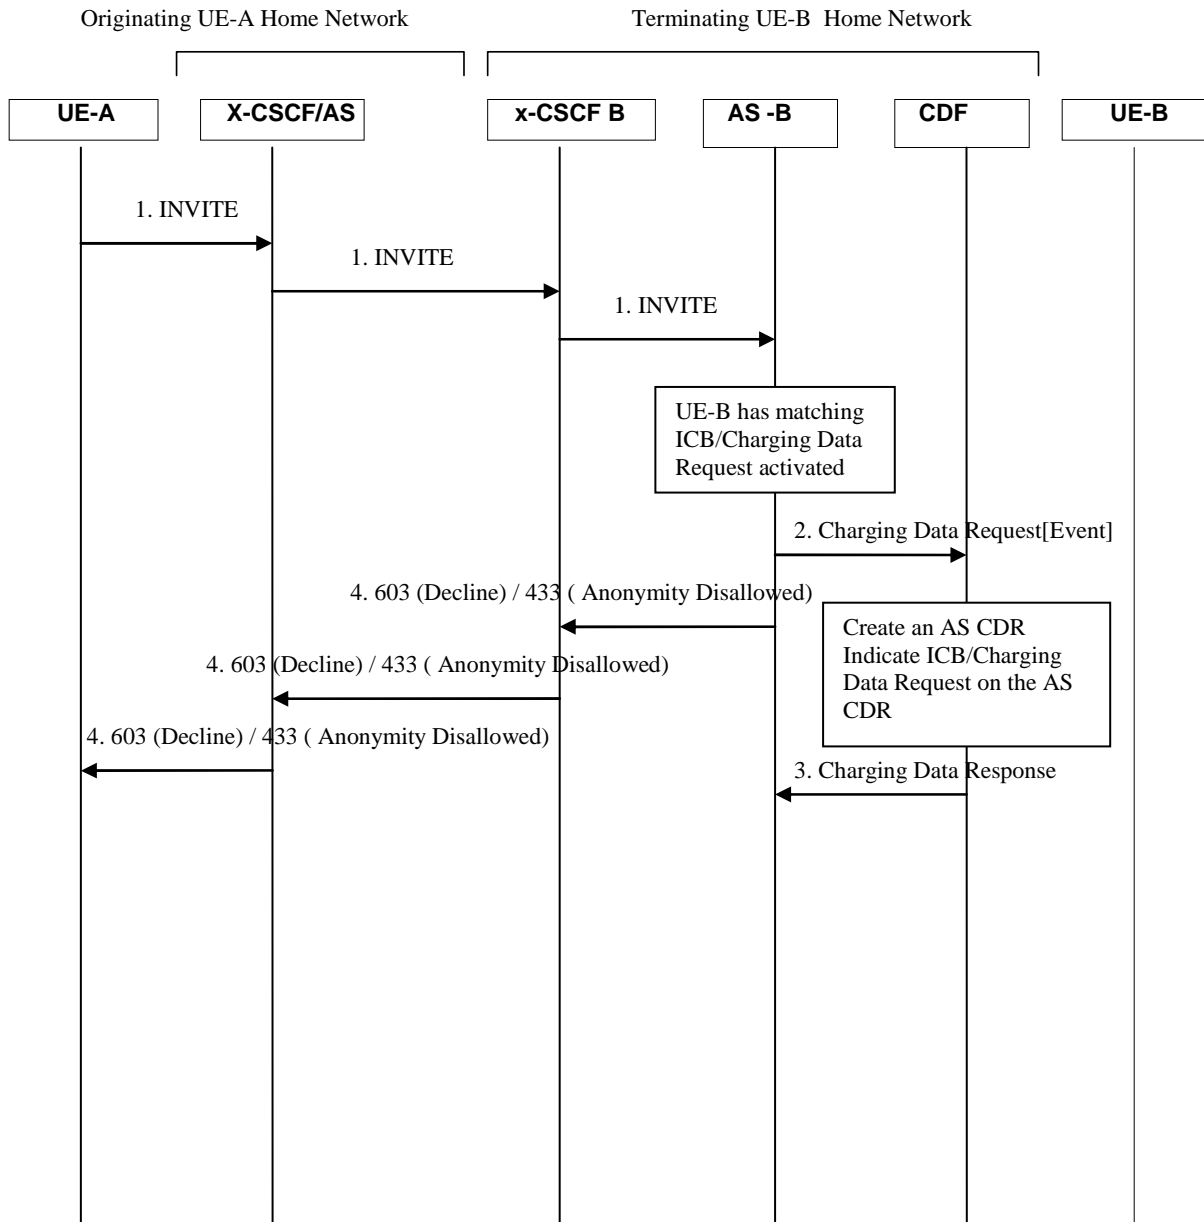 Originating UE-A Home Network
Terminating UE-B  Home Network
UE-A
X-CSCF/AS
x-CSCF B
AS -B
CDF
UE-B
1. INVITE
1. INVITE
1. INVITE
UE-B has matching
ICB/Charging Data
Request activated
2. Charging Data Request[Event]
4. 603 (Decline) / 433 ( Anonymity Disallowed)
Create an AS CDR
Indicate ICB/Charging
Data Request on the AS
CDR
4. 603 (Decline) / 433 ( Anonymity Disallowed)
4. 603 (Decline) / 433 ( Anonymity Disallowed)
3. Charging Data Response